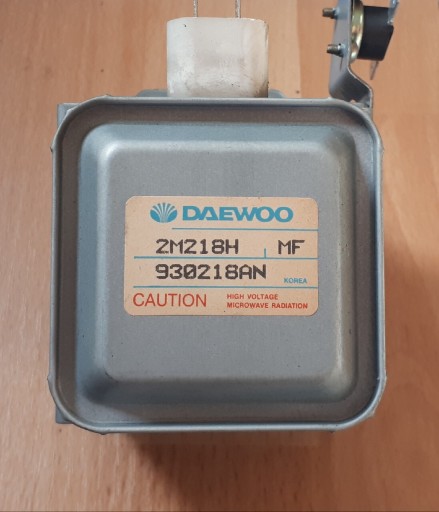 DAEWOO
2M218H MF
930218AN KOREA
CAUTION HIGH VOLTAGE
MICROWAVE RADIATION